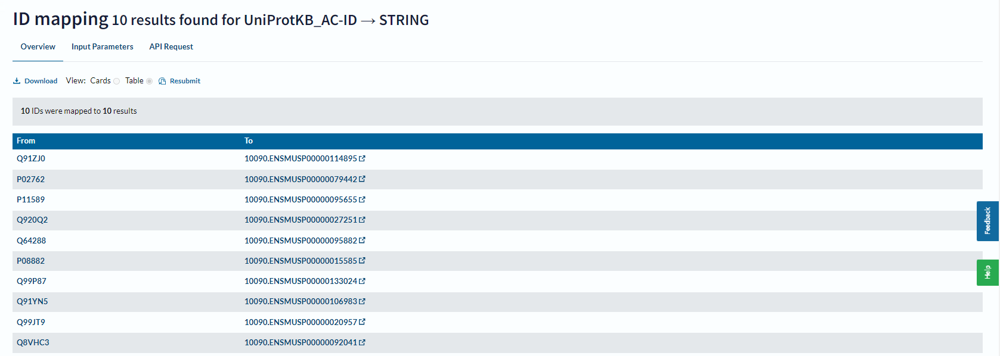 ID mapping 10 results found for UniProtKB_AC-ID → STRING
Overview Input Parameters API Request
Download View: Cards Table Resubmit
10 IDs were mapped to 10 results
From To
Q91ZJ0 10090.ENSMUSP00000114895
P02762 10090.ENSMUSP00000079442
P11589 10090.ENSMUSP00000095655
Q920Q2 10090.ENSMUSP00000027251
Q64288 10090.ENSMUSP00000095882
P08882 10090.ENSMUSP00000015585
Q99P87 10090.ENSMUSP00000133024
Q91YN5 10090.ENSMUSP00000106983
Q99JT9 10090.ENSMUSP00000020957
Q8VHC3 10090.ENSMUSP00000092041
Feedback
Help